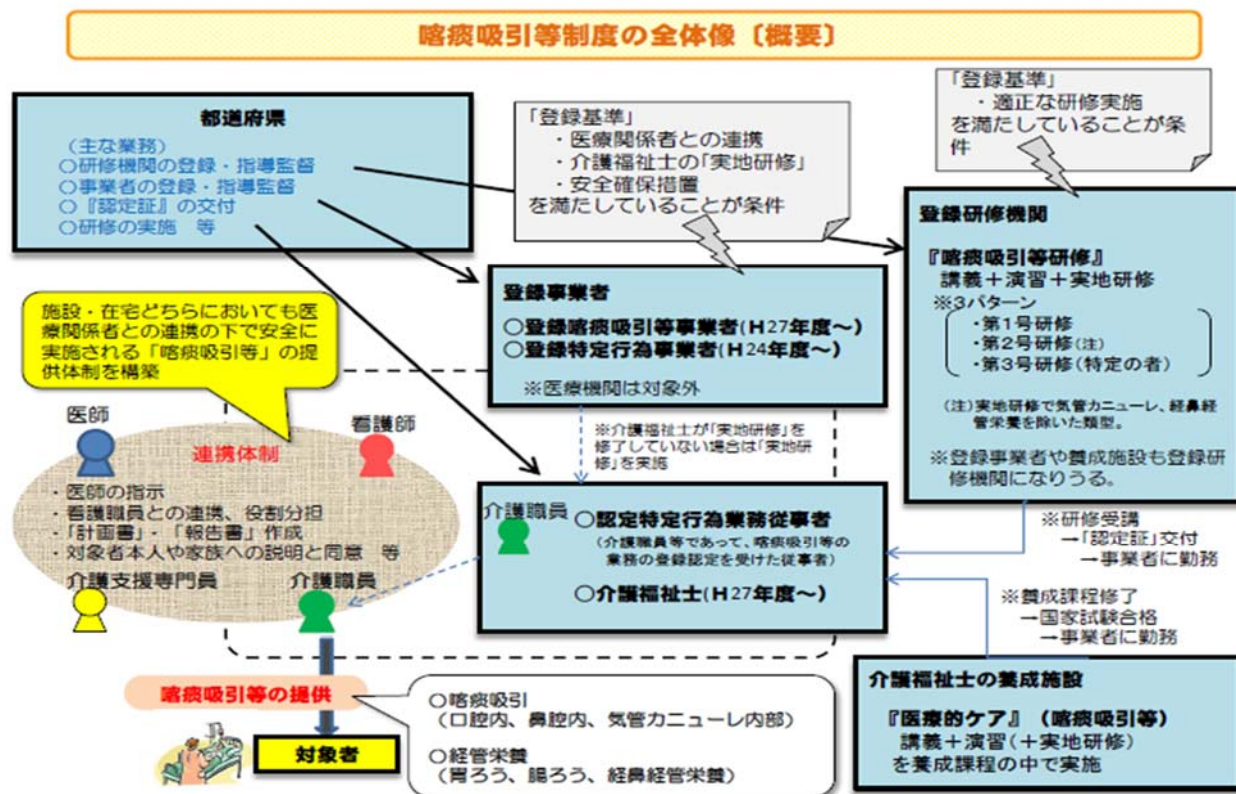 喀痰吸引等制度の全体像〔概要〕
都道府県
(主な業務)
○研修機関の登録・指導監督
○事業者の登録・指導監督
○『認定証』の交付
○研修の実施　等
「登録基準」
・医療関係者との連携
・介護福祉士の「実地研修」
・安全確保措置
を満たしていることが条件
「登録基準」
・適正な研修実施
を満たしていることが条
件
登録研修機関
『喀痰吸引等研修』
講義＋演習＋実地研修
※3パターン
・第1号研修
・第2号研修(注)
・第3号研修(特定の者)
(注)実地研修で気管カニューレ、経鼻経
管栄養を除いた類型。
※登録事業者や養成施設も登録研
修機関になりうる。
登録事業者
○登録喀痰吸引等事業者(H27年度～)
○登録特定行為事業者(H24年度～)
※医療機関は対象外
施設・在宅どちらにおいても医
療関係者との連携の下で安全に
実施される「喀痰吸引等」の提
供体制を構築
医師
看護師
連携体制
・医師の指示
・看護職員との連携、役割分担
・「計画書」・「報告書」作成
・対象者本人や家族への説明と同意　等
介護支援専門員
介護職員
※介護福祉士が「実地研修」を
修了していない場合は「実地研
修」を実施
介護職員
○認定特定行為業務従事者
(介護職員等であって、喀痰吸引等の
業務の登録認定を受けた従事者)
○介護福祉士(H27年度～)
※研修受講
→「認定証」交付
→事業者に勤務
※養成課程修了
→国家試験合格
→事業者に勤務
介護福祉士の養成施設
『医療的ケア』(喀痰吸引等)
講義＋演習(＋実地研修)
を養成課程の中で実施
喀痰吸引等の提供
対象者
○喀痰吸引
(口腔内、鼻腔内、気管カニューレ内部)
○経管栄養
(胃ろう、腸ろう、経鼻経管栄養)